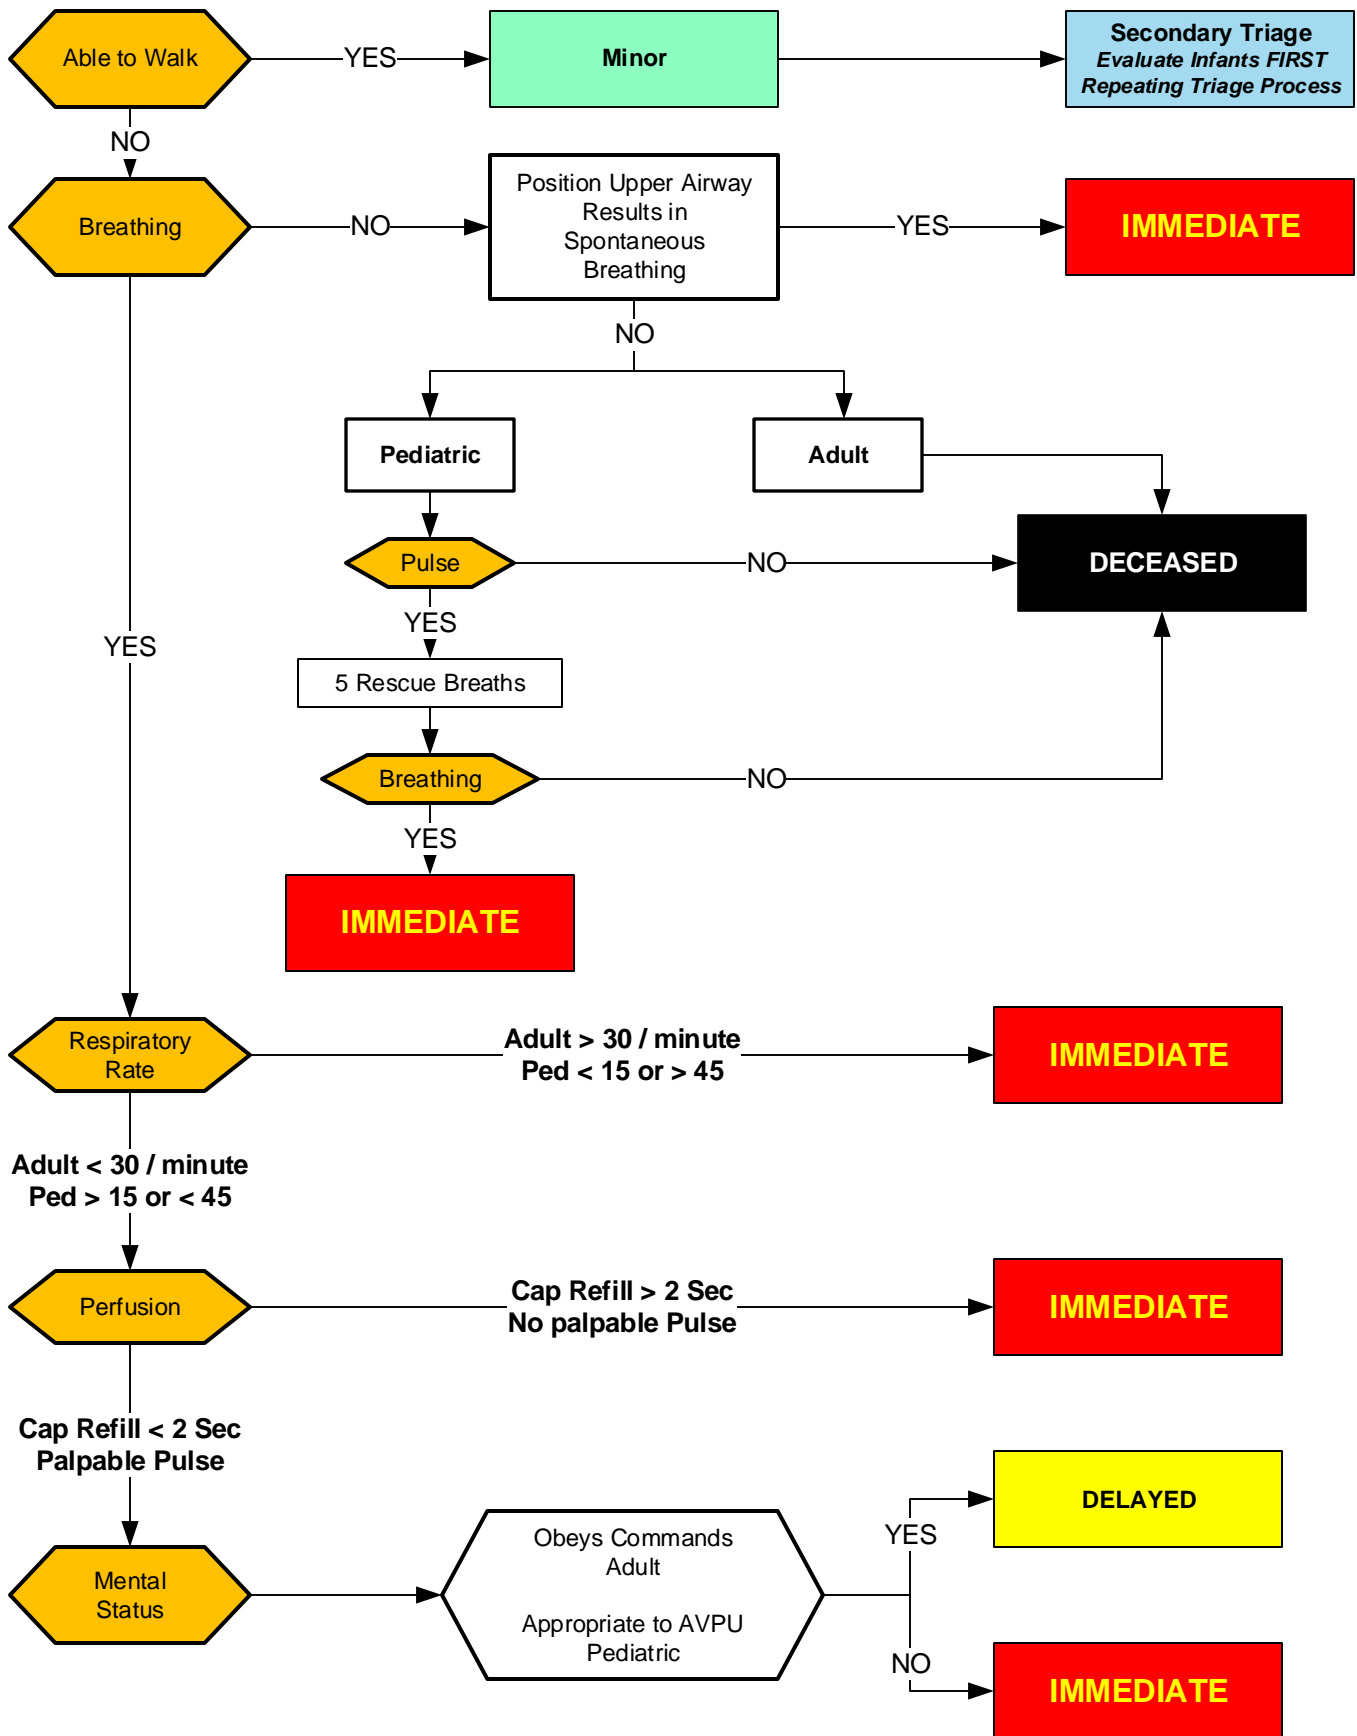 Able to Walk
YES
Minor
Secondary Triage
Evaluate Infants FIRST
Repeating Triage Process
NO
Breathing
NO
Position Upper Airway
Results in
Spontaneous
Breathing
YES
IMMEDIATE
NO
Pediatric
Adult
Pulse
NO
DECEASED
YES
5 Rescue Breaths
Breathing
NO
YES
IMMEDIATE
YES
Respiratory
Rate
Adult > 30 / minute
Ped < 15 or > 45
IMMEDIATE
Adult < 30 / minute
Ped > 15 or < 45
Perfusion
Cap Refill > 2 Sec
No palpable Pulse
IMMEDIATE
Cap Refill < 2 Sec
Palpable Pulse
Mental
Status
Obeys Commands
Adult
Appropriate to AVPU
Pediatric
YES
DELAYED
NO
IMMEDIATE